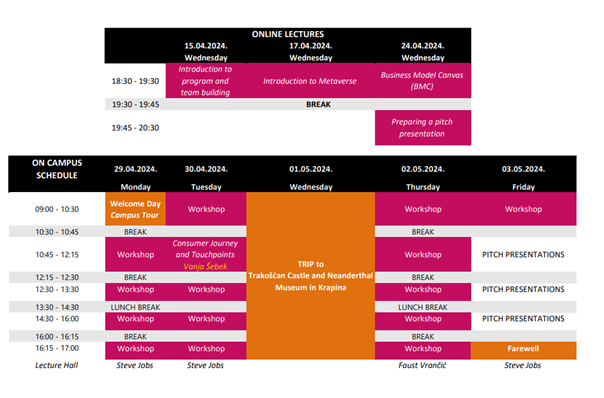 ONLINE LECTURES
15.04.2024. 17.04.2024. 24.04.2024.
Wednesday Wednesday Wednesday
18:30 - 19:30 Introduction to program and team building Introduction to Metaverse Business Model Canvas (BMC)
19:30 - 19:45 BREAK
19:45 - 20:30 Preparing a pitch presentation
ON CAMPUS SCHEDULE 29.04.2024. 30.04.2024. 01.05.2024. 02.05.2024. 03.05.2024.
Monday Tuesday Wednesday Thursday Friday
09:00 - 10:30 Welcome Day Campus Tour Workshop Workshop Workshop
10:30 - 10:45 BREAK BREAK
10:45 - 12:15 Workshop Consumer Journey and Touchpoints Vanja Šebek Workshop PITCH PRESENTATIONS
TRIP to
Trakošćan Castle and Neanderthal
Museum in Krapina
12:15 - 12:30 BREAK BREAK
12:30 - 13:30 Workshop Workshop Workshop PITCH PRESENTATIONS
13:30 - 14:30 LUNCH BREAK LUNCH BREAK
14:30 - 16:00 Workshop Workshop Workshop PITCH PRESENTATIONS
16:00 - 16:15 BREAK BREAK
16:15 - 17:00 Workshop Workshop Workshop Farewell
Lecture Hall Steve Jobs Steve Jobs Faust Vrančić Steve Jobs